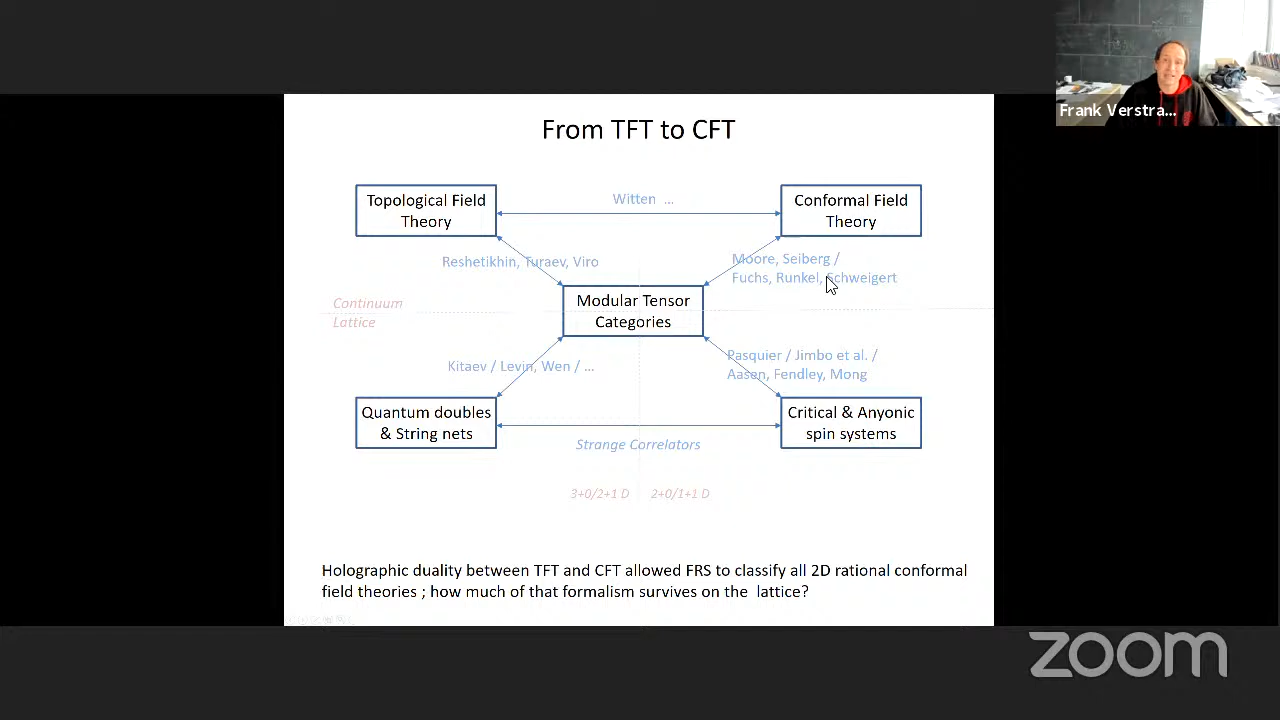 Frank Verstra...
From TFT to CFT
Topological Field
Theory
Witten ...
Conformal Field
Theory
Reshetikhin, Turaev, Viro
Moore, Seiberg /
Fuchs, Runkel, Schweigert
Continuum
Lattice
Modular Tensor
Categories
Kitaev / Levin, Wen / ...
Pasquier / Jimbo et al. /
Aasen, Fendley, Mong
Quantum doubles
& String nets
Strange Correlators
Critical & Anyonic
spin systems
3+0/2+1 D
2+0/1+1 D
Holographic duality between TFT and CFT allowed FRS to classify all 2D rational conformal
field theories ; how much of that formalism survives on the lattice?
zoom